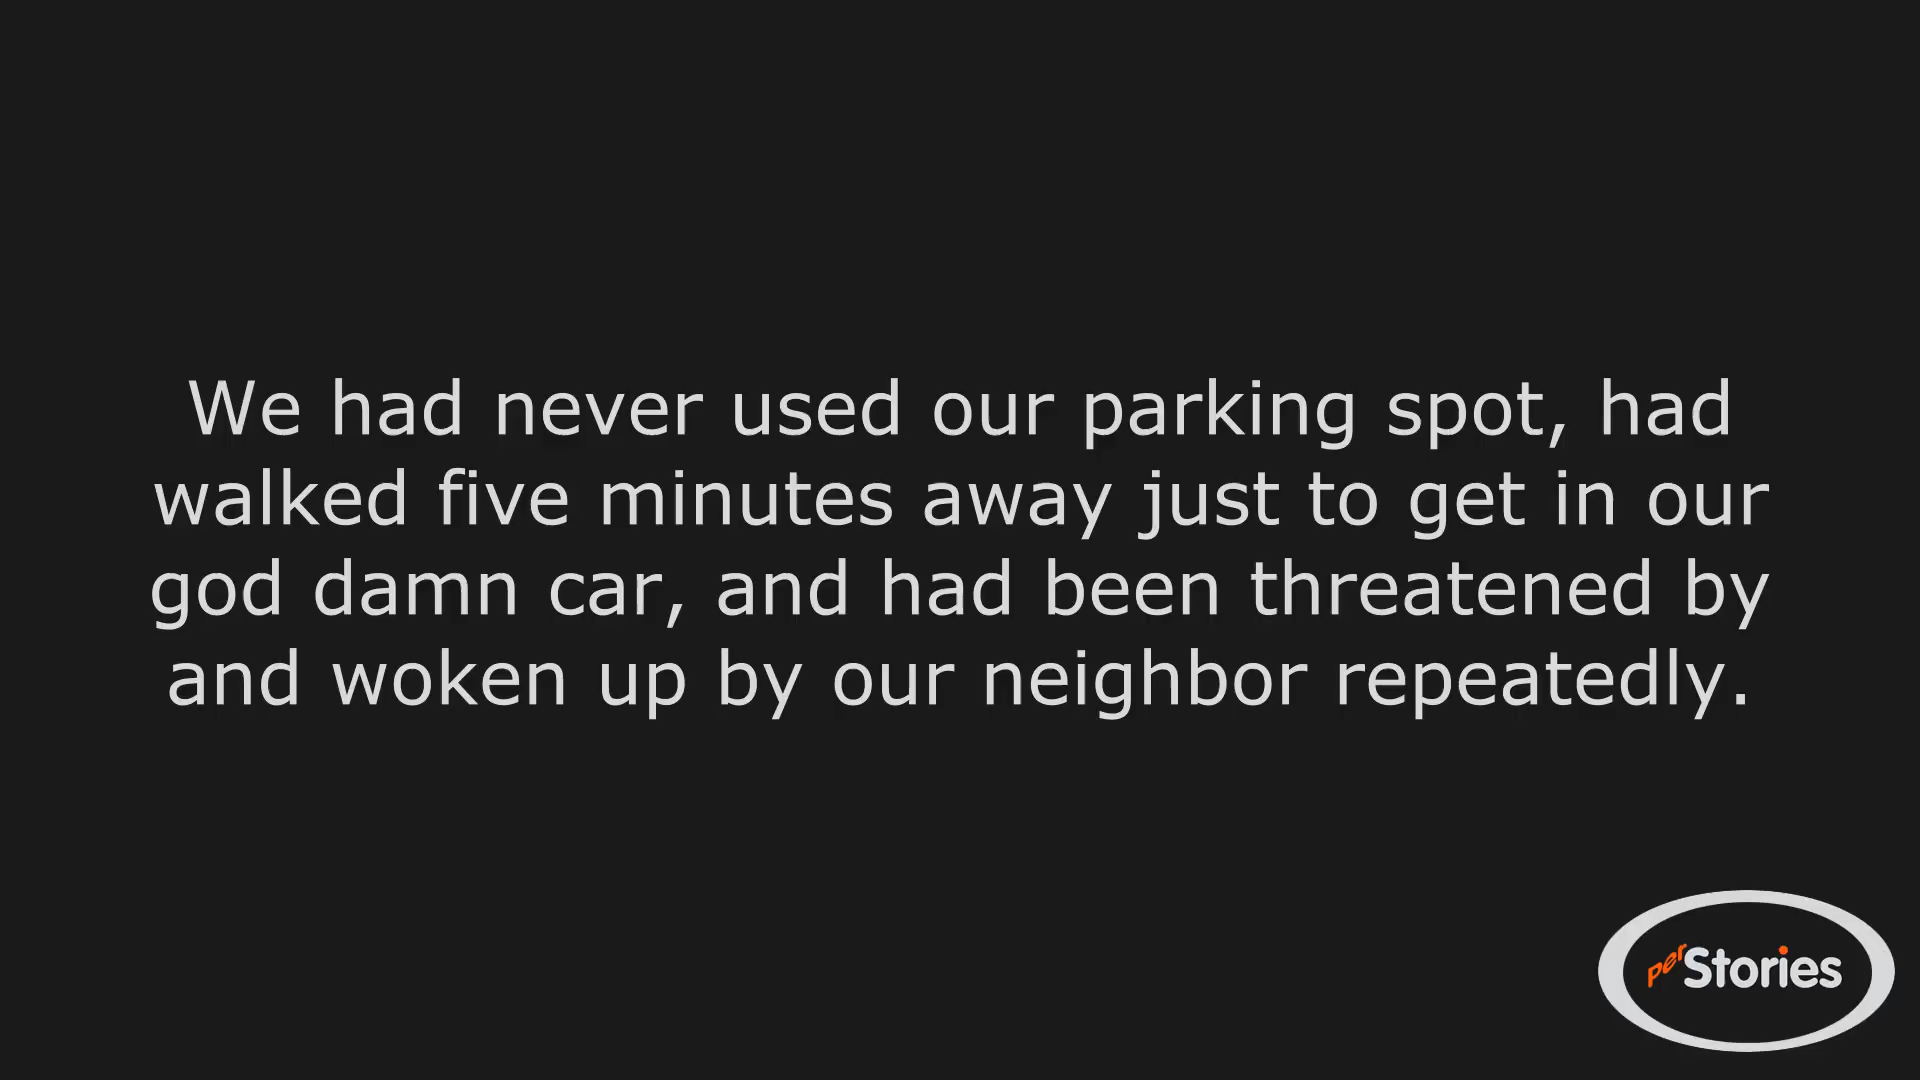 We had never used our parking spot, had
walked five minutes away just to get in our
god damn car, and had been threatened by
and woken up by our neighbor repeatedly.
perStories